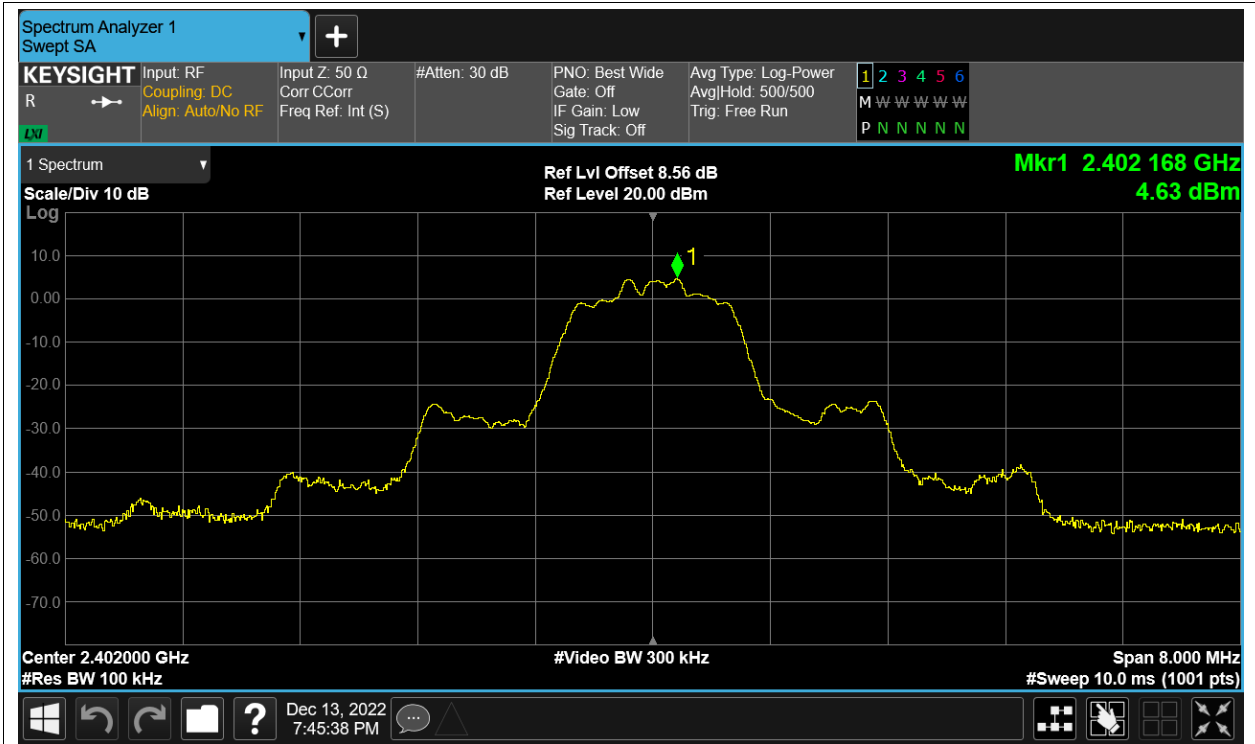 Spectrum Analyzer 1
Swept SA
+
KEYSIGHT
R
LXI
Input: RF
Coupling: DC
Align: Auto/No RF
Input Z: 50 Ω
Corr CCorr
Freq Ref: Int (S)
#Atten: 30 dB
PNO: Best Wide
Gate: Off
IF Gain: Low
Sig Track: Off
Avg Type: Log-Power
Avg|Hold: 500/500
Trig: Free Run
1 2 3 4 5 6
M W W W W W
P N N N N N
1 Spectrum
Scale/Div 10 dB
Log
Ref Lvl Offset 8.56 dB
Ref Level 20.00 dBm
Mkr1 2.402 168 GHz
4.63 dBm
1
10.0
0.00
-10.0
-20.0
-30.0
-40.0
-50.0
-60.0
-70.0
Center 2.402000 GHz
#Res BW 100 kHz
#Video BW 300 kHz
Span 8.000 MHz
#Sweep 10.0 ms (1001 pts)
?
Dec 13, 2022
7:45:38 PM